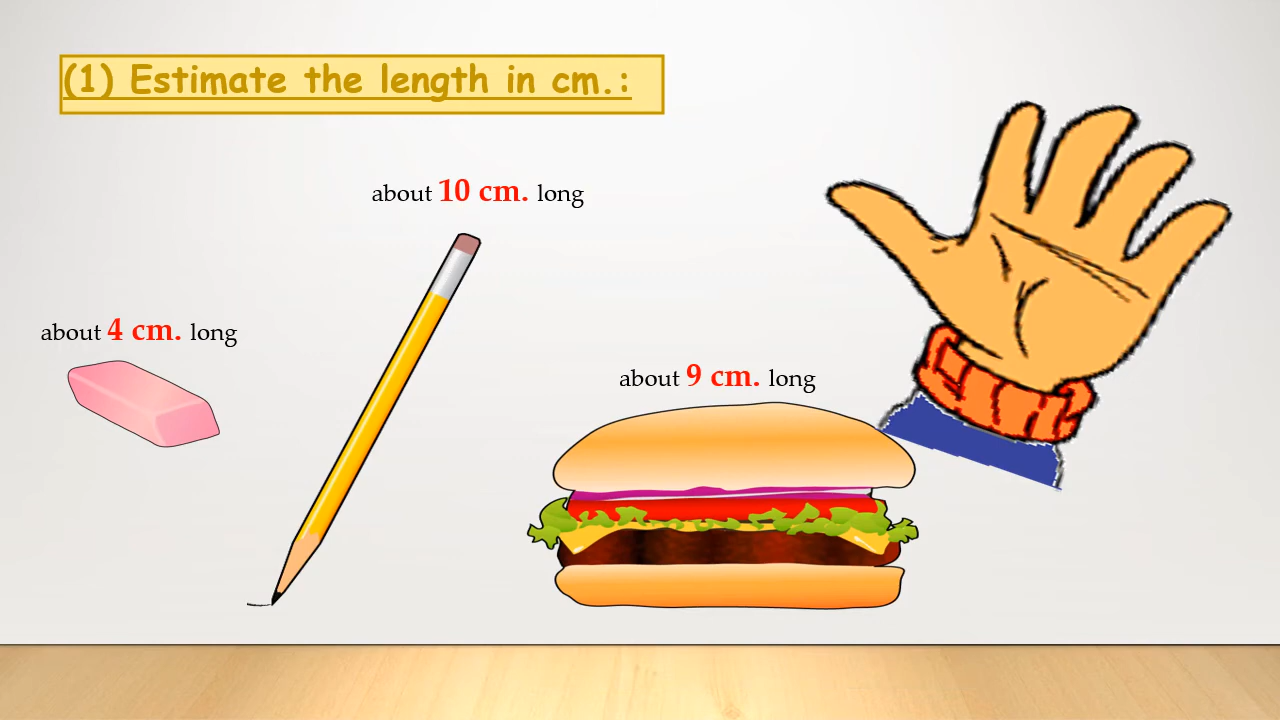 (1) Estimate the length in cm.:
about 10 cm. long
about 4 cm. long
about 9 cm. long